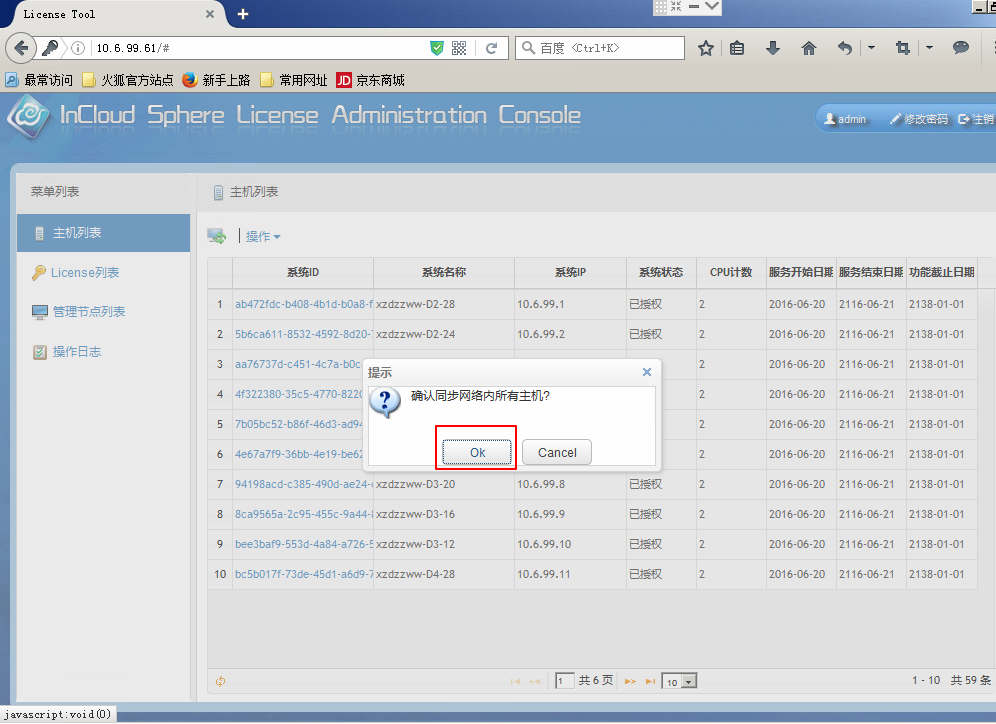 License Tool
10.6.99.61/#
百度 <Ctrl+K>
最常访问 火狐官方站点 新手上路 常用网址 JD 京东商城
InCloud Sphere License Administration Console
admin 修改密码 注销
菜单列表
主机列表
License列表
管理节点列表
操作日志
主机列表
操作
系统ID 系统名称 系统IP 系统状态 CPU计数 服务开始日期 服务结束日期 功能截止日期
1 ab472fdc-b408-4b1d-b0a8-f xzdzzww-D2-28 10.6.99.1 已授权 2 2016-06-20 2116-06-21 2138-01-01
2 5b6ca611-8532-4592-8d20- xzdzzww-D2-24 10.6.99.2 已授权 2 2016-06-20 2116-06-21 2138-01-01
3 aa76737d-c451-4c7a-b0c 2 2016-06-20 2116-06-21 2138-01-01
4 4f322380-35c5-4770-8220 2 2016-06-20 2116-06-21 2138-01-01
5 7b05bc52-b86f-46d3-ad94 2 2016-06-20 2116-06-21 2138-01-01
6 4e67a7f9-36bb-4e19-be62 2 2016-06-20 2116-06-21 2138-01-01
7 94198acd-c385-490d-ae24- xzdzzww-D3-20 10.6.99.8 已授权 2 2016-06-20 2116-06-21 2138-01-01
8 8ca9565a-2c95-455c-9a44- xzdzzww-D3-16 10.6.99.9 已授权 2 2016-06-20 2116-06-21 2138-01-01
9 bee3baf9-553d-4a84-a726-5 xzdzzww-D3-12 10.6.99.10 已授权 2 2016-06-20 2116-06-21 2138-01-01
10 bc5b017f-73de-45d1-a6d9-7 xzdzzww-D4-28 10.6.99.11 已授权 2 2016-06-20 2116-06-21 2138-01-01
提示
确认同步网络内所有主机?
Ok Cancel
1 共 6 页 10 1 - 10 共 59 条
javascript:void(0)